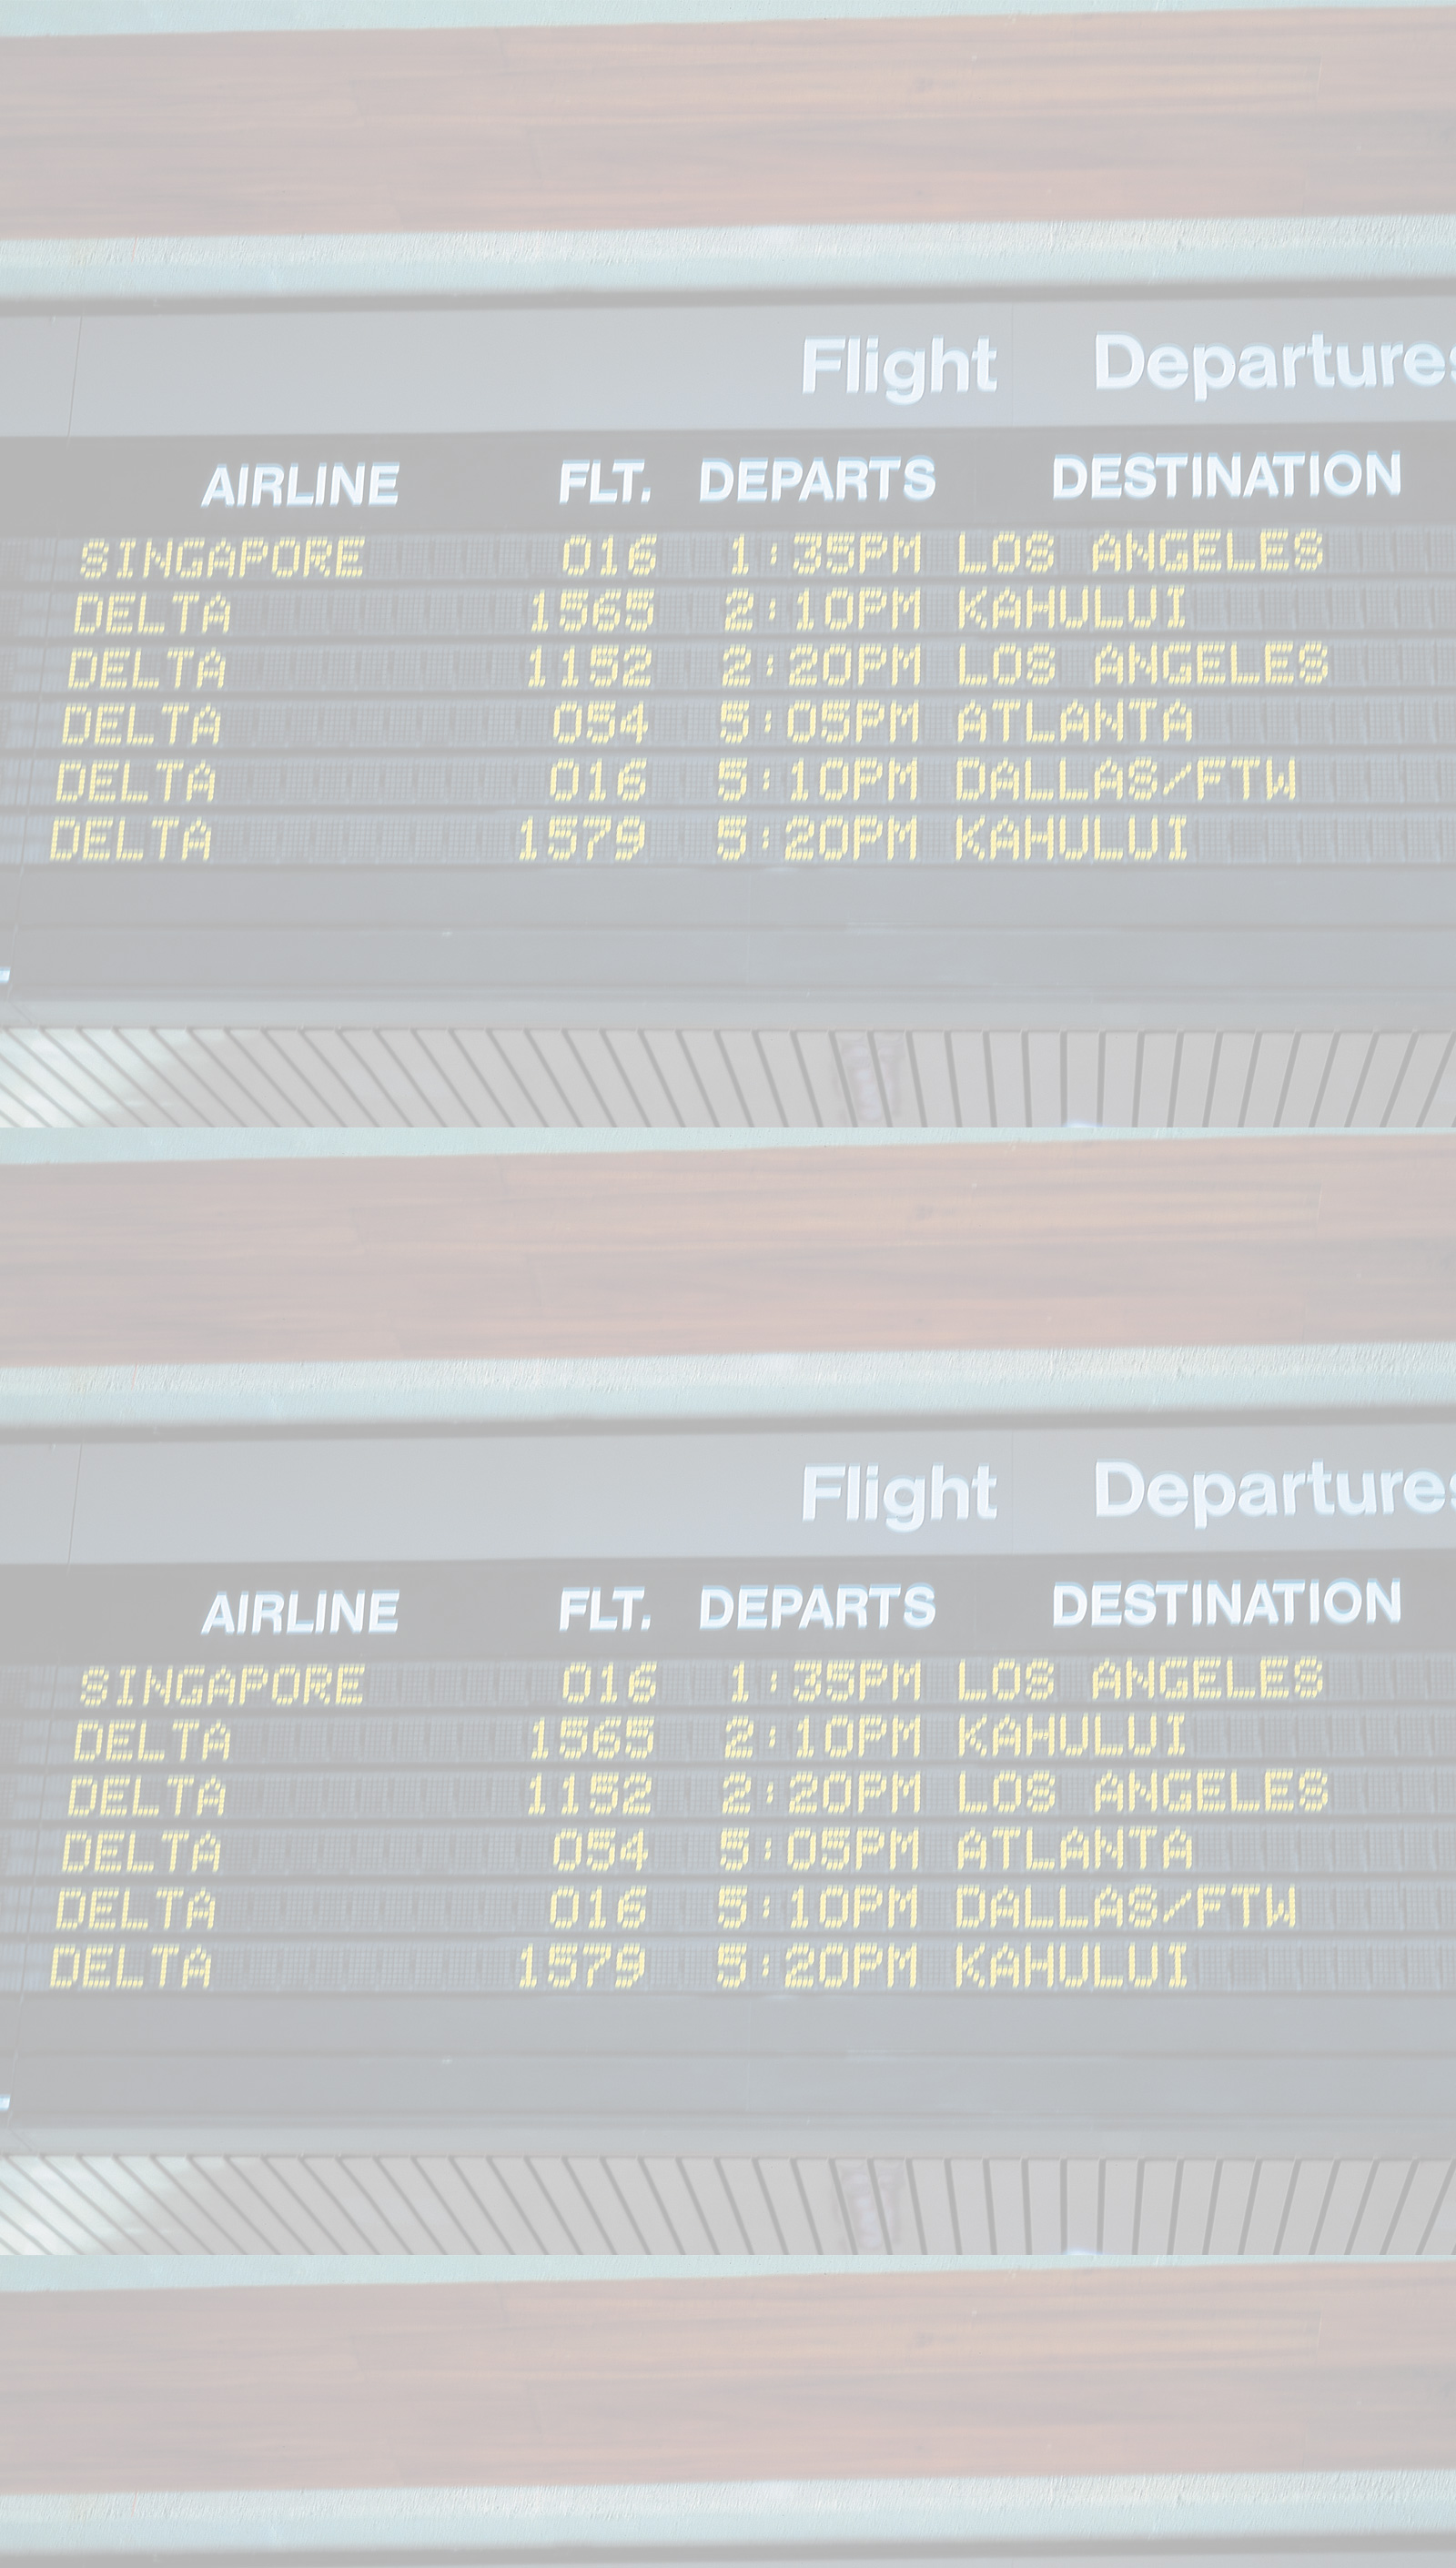 Flight Departures
AIRLINE FLT. DEPARTS DESTINATION
SINGAPORE 016 1:35PM LOS ANGELES
DELTA 1565 2:10PM KAHULUI
DELTA 1152 2:20PM LOS ANGELES
DELTA 054 5:05PM ATLANTA
DELTA 016 5:10PM DALLAS/FTW
DELTA 1579 5:20PM KAHULUI
Flight Departures
AIRLINE FLT. DEPARTS DESTINATION
SINGAPORE 016 1:35PM LOS ANGELES
DELTA 1565 2:10PM KAHULUI
DELTA 1152 2:20PM LOS ANGELES
DELTA 054 5:05PM ATLANTA
DELTA 016 5:10PM DALLAS/FTW
DELTA 1579 5:20PM KAHULUI